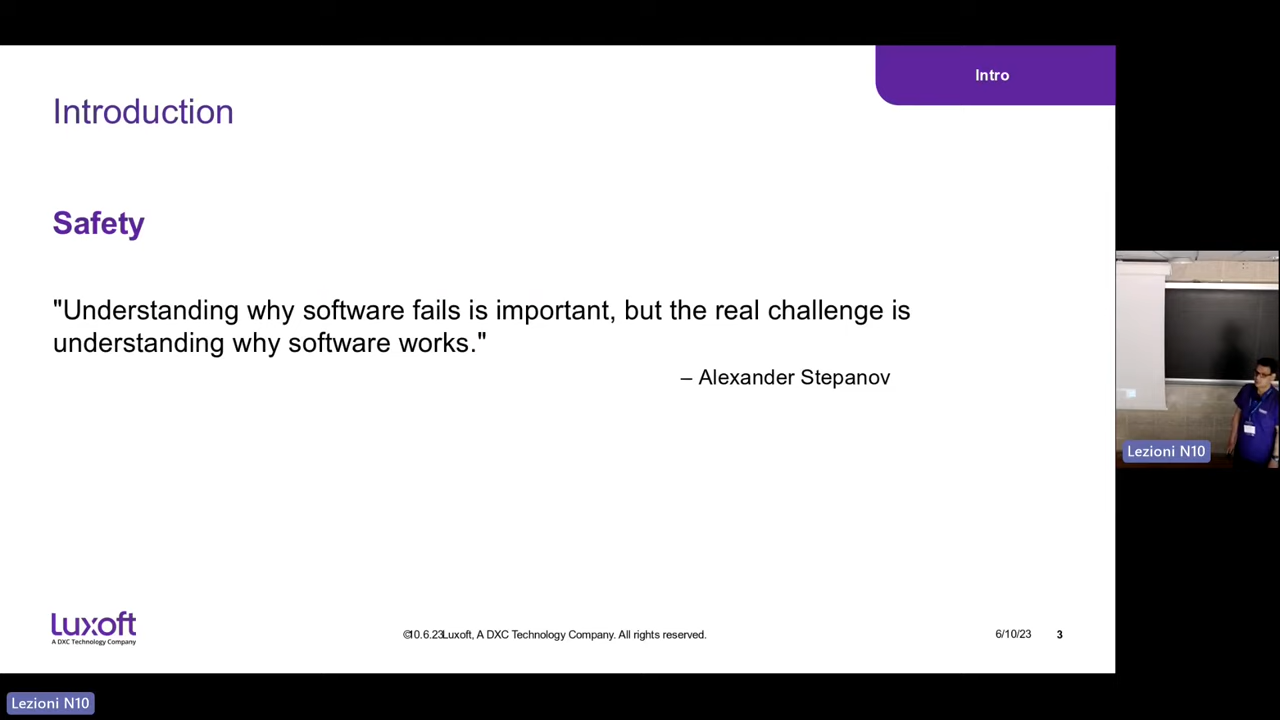 Intro
Introduction
Safety
"Understanding why software fails is important, but the real challenge is
understanding why software works."
– Alexander Stepanov
Luxoft
A DXC Technology Company
©10.6.23Luxoft, A DXC Technology Company. All rights reserved.
6/10/23
3
Lezioni N10
Lezioni N10